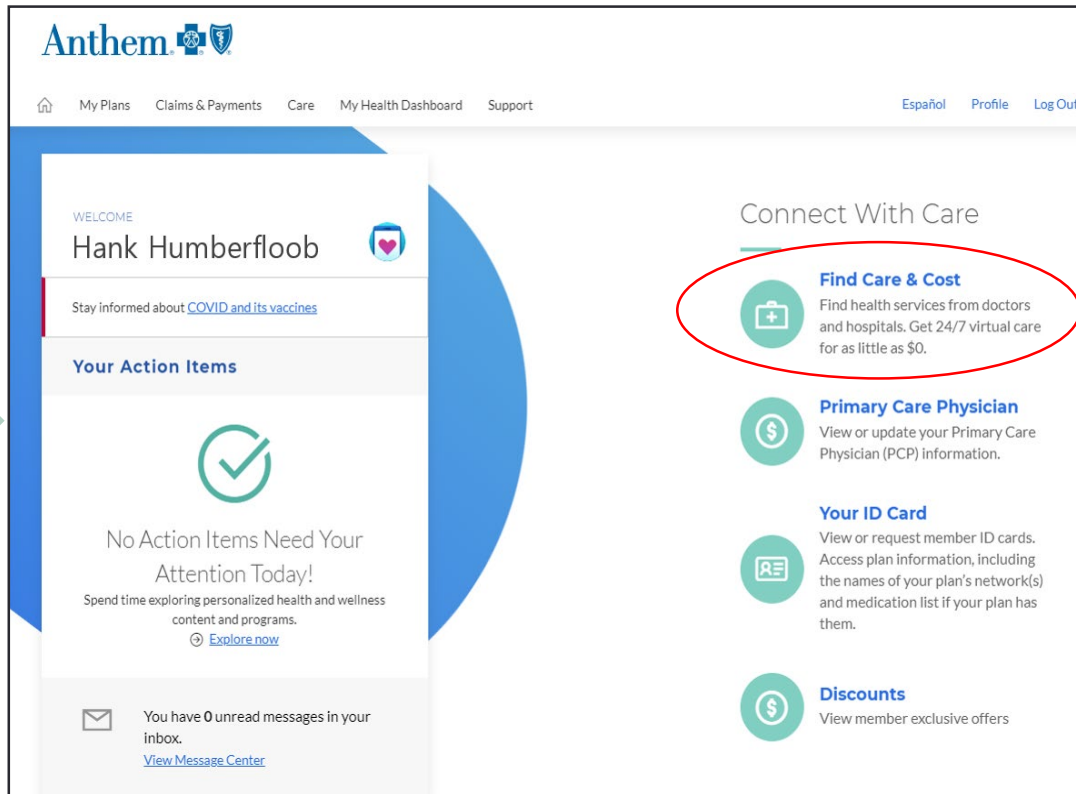 Anthem
My Plans Claims & Payments Care My Health Dashboard Support Español Profile Log Out
WELCOME
Hank Humberfloob
Stay informed about COVID and its vaccines
Your Action Items
No Action Items Need Your
Attention Today!
Spend time exploring personalized health and wellness
content and programs.
Explore now
You have 0 unread messages in your
inbox.
View Message Center
Connect With Care
Find Care & Cost
Find health services from doctors
and hospitals. Get 24/7 virtual care
for as little as $0.
Primary Care Physician
View or update your Primary Care
Physician (PCP) information.
Your ID Card
View or request member ID cards.
Access plan information, including
the names of your plan's network(s)
and medication list if your plan has
them.
Discounts
View member exclusive offers